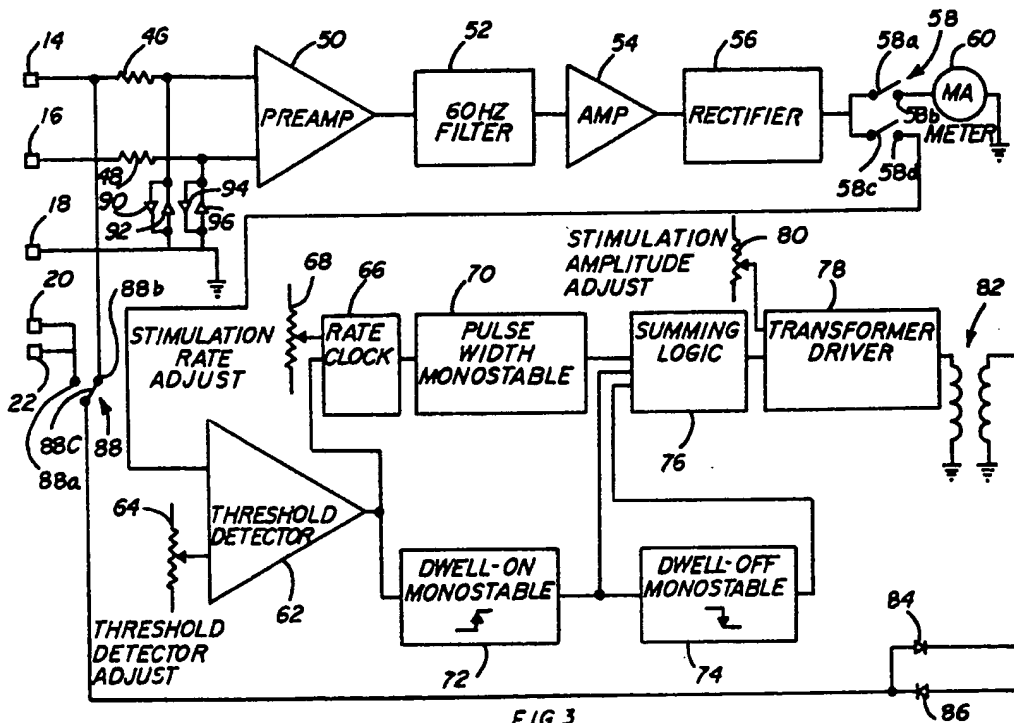 14
46
50
52
54
56
58a
58
60
PREAMP
60HZ
FILTER
AMP
RECTIFIER
MA
58b
METER
58c
58d
16
48
90
92
94
96
18
20
22
88b
88c
88a
88
STIMULATION
RATE
ADJUST
68
66
RATE
CLOCK
70
PULSE
WIDTH
MONOSTABLE
STIMULATION
AMPLITUDE
ADJUST
80
SUMMING
LOGIC
76
78
TRANSFORMER
DRIVER
82
64
THRESHOLD
DETECTOR
62
THRESHOLD
DETECTOR
ADJUST
DWELL-ON
MONOSTABLE
72
DWELL-OFF
MONOSTABLE
74
84
86
FIG 3